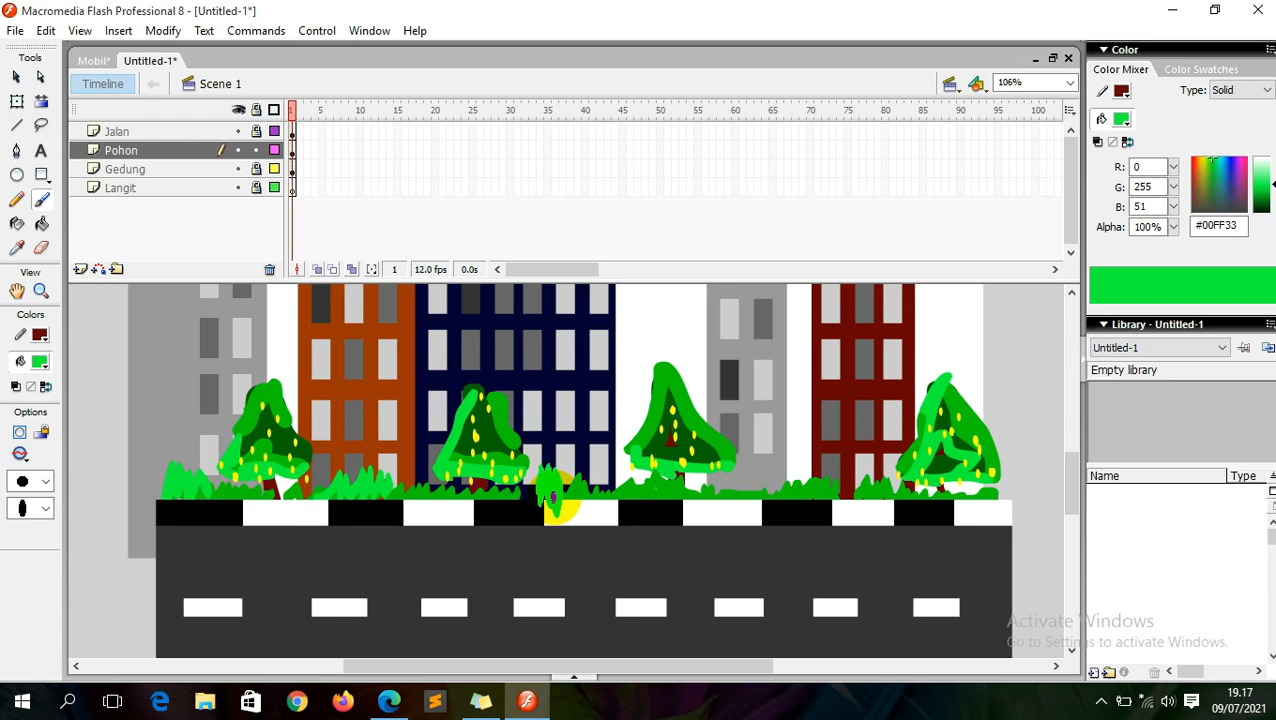 Macromedia Flash Professional 8 - [Untitled-1*]
File Edit View Insert Modify Text Commands Control Window Help
Tools
Mobil* Untitled-1*
Timeline Scene 1 106%
1 5 10 15 20 25 30 35 40 45 50 55 60 65 70 75 80 85 90 95 100
Jalan
Pohon
Gedung
Langit
1 12.0 fps 0.0s
View
Colors
Options
Color
Color Mixer Color Swatches
Type: Solid
R: 0
G: 255
B: 51
Alpha: 100% #00FF33
Library - Untitled-1
Untitled-1
Empty library
Name Type
Activate Windows
Go to Settings to activate Windows.
19.17
09/07/2021